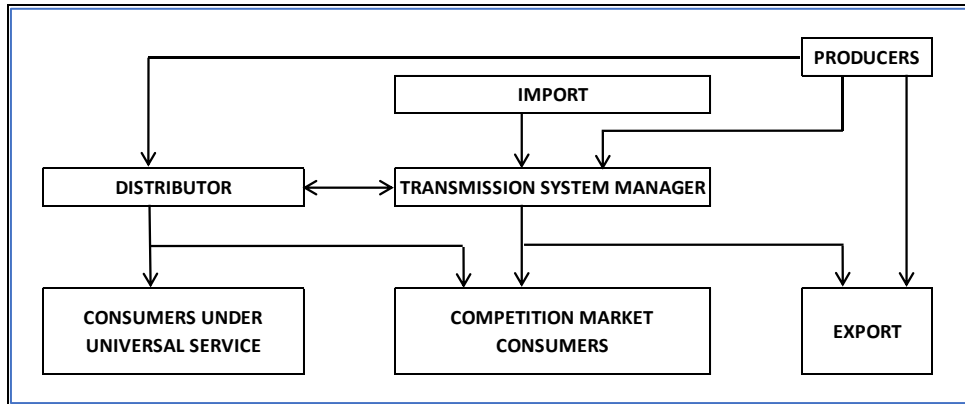 PRODUCERS
IMPORT
DISTRIBUTOR
TRANSMISSION SYSTEM MANAGER
CONSUMERS UNDER
UNIVERSAL SERVICE
COMPETITION MARKET
CONSUMERS
EXPORT